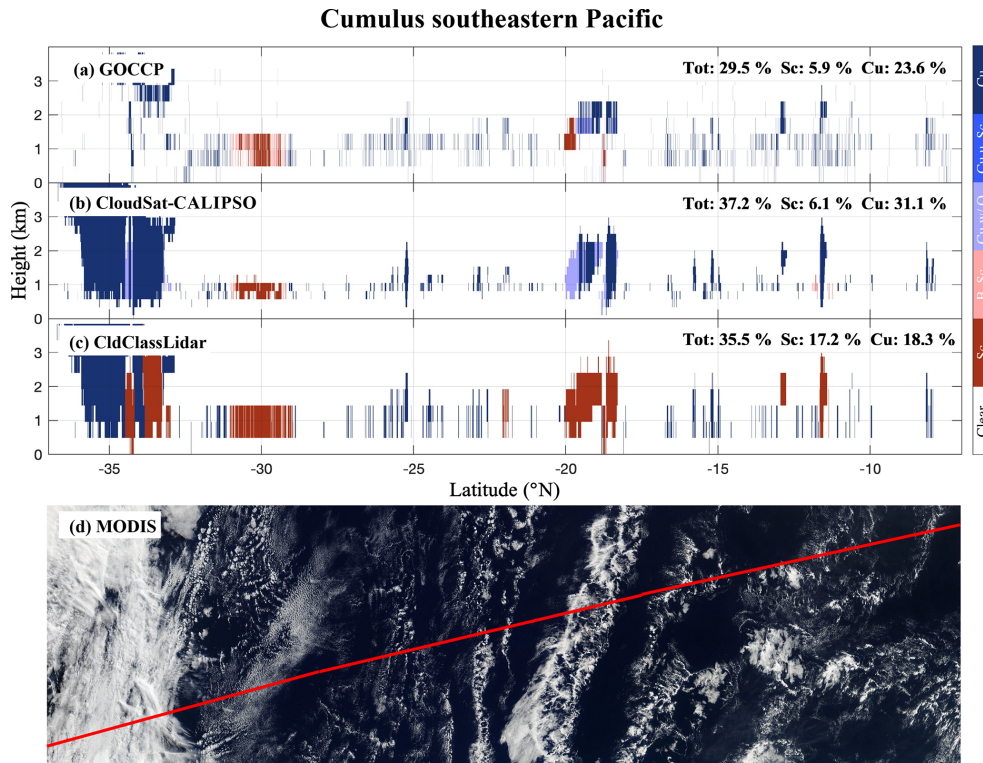 Cumulus southeastern Pacific
(a) GOCCP
Tot: 29.5 % Sc: 5.9 % Cu: 23.6 %
3
2
1
0
(b) CloudSat-CALIPSO
Tot: 37.2 % Sc: 6.1 % Cu: 31.1 %
3
2
1
0
Height (km)
(c) CldClassLidar
Tot: 35.5 % Sc: 17.2 % Cu: 18.3 %
3
2
1
0
-35 -30 -25 -20 -15 -10
Latitude (°N)
Sc
Clear
(d) MODIS